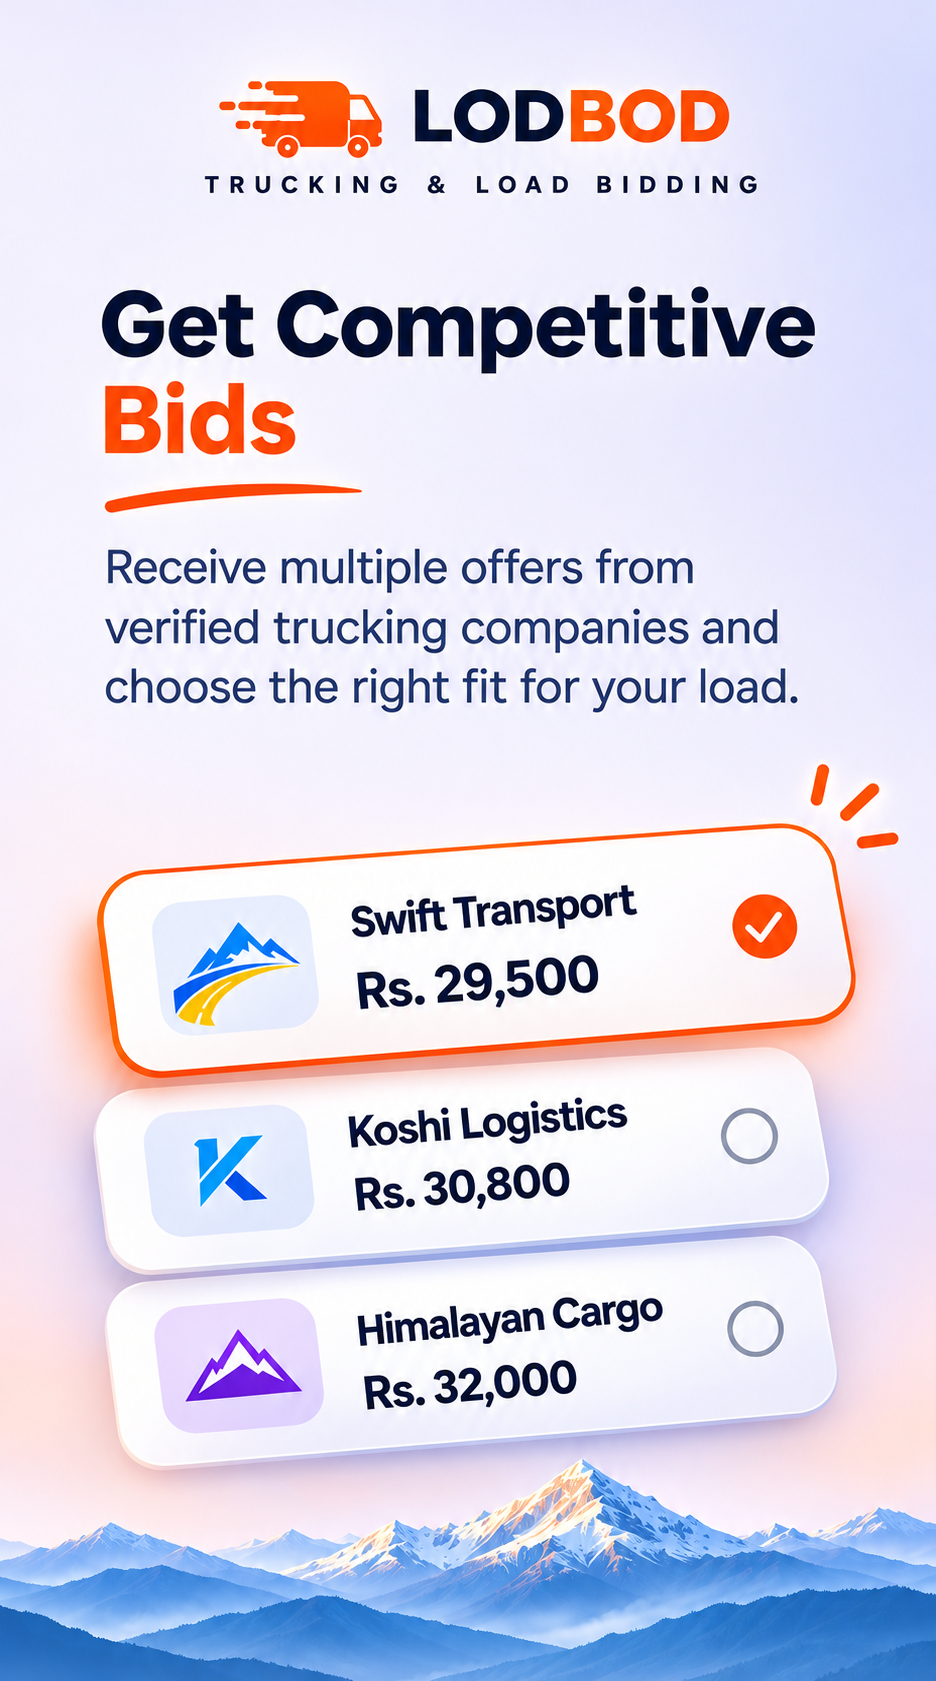 LODBOD
TRUCKING & LOAD BIDDING
Get Competitive
Bids
Receive multiple offers from
verified trucking companies and
choose the right fit for your load.
Swift Transport
Rs. 29,500
Koshi Logistics
Rs. 30,800
Himalayan Cargo
Rs. 32,000